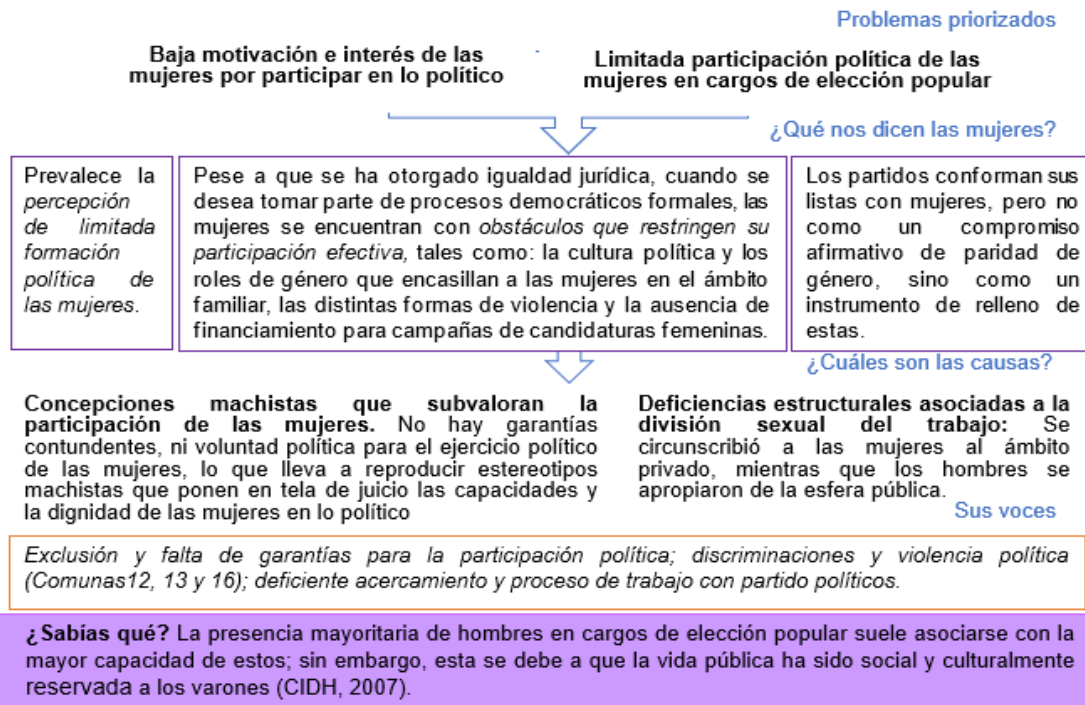 Problemas priorizados
Baja motivación e interés de las
mujeres por participar en lo político
Limitada participación política de las
mujeres en cargos de elección popular
¿Qué nos dicen las mujeres?
Prevalece la
percepción
de limitada
formación
política de
las mujeres.
Pese a que se ha otorgado igualdad jurídica, cuando se
desea tomar parte de procesos democráticos formales, las
mujeres se encuentran con obstáculos que restringen su
participación efectiva, tales como: la cultura política y los
roles de género que encasillan a las mujeres en el ámbito
familiar, las distintas formas de violencia y la ausencia de
financiamiento para campañas de candidaturas femeninas.
Los partidos conforman sus
listas con mujeres, pero no
como un compromiso
afirmativo de paridad de
género, sino como un
instrumento de relleno de
estas.
¿Cuáles son las causas?
Concepciones machistas que subvaloran la
participación de las mujeres. No hay garantías
contundentes, ni voluntad política para el ejercicio político
de las mujeres, lo que lleva a reproducir estereotipos
machistas que ponen en tela de juicio las capacidades y
la dignidad de las mujeres en lo político
Deficiencias estructurales asociadas a la
división sexual del trabajo: Se
circunscribió a las mujeres al ámbito
privado, mientras que los hombres se
apropiaron de la esfera pública.
Sus voces
Exclusión y falta de garantías para la participación política; discriminaciones y violencia política
(Comunas12, 13 y 16); deficiente acercamiento y proceso de trabajo con partido políticos.
¿Sabías qué? La presencia mayoritaria de hombres en cargos de elección popular suele asociarse con la
mayor capacidad de estos; sin embargo, esta se debe a que la vida pública ha sido social y culturalmente
reservada a los varones (CIDH, 2007).